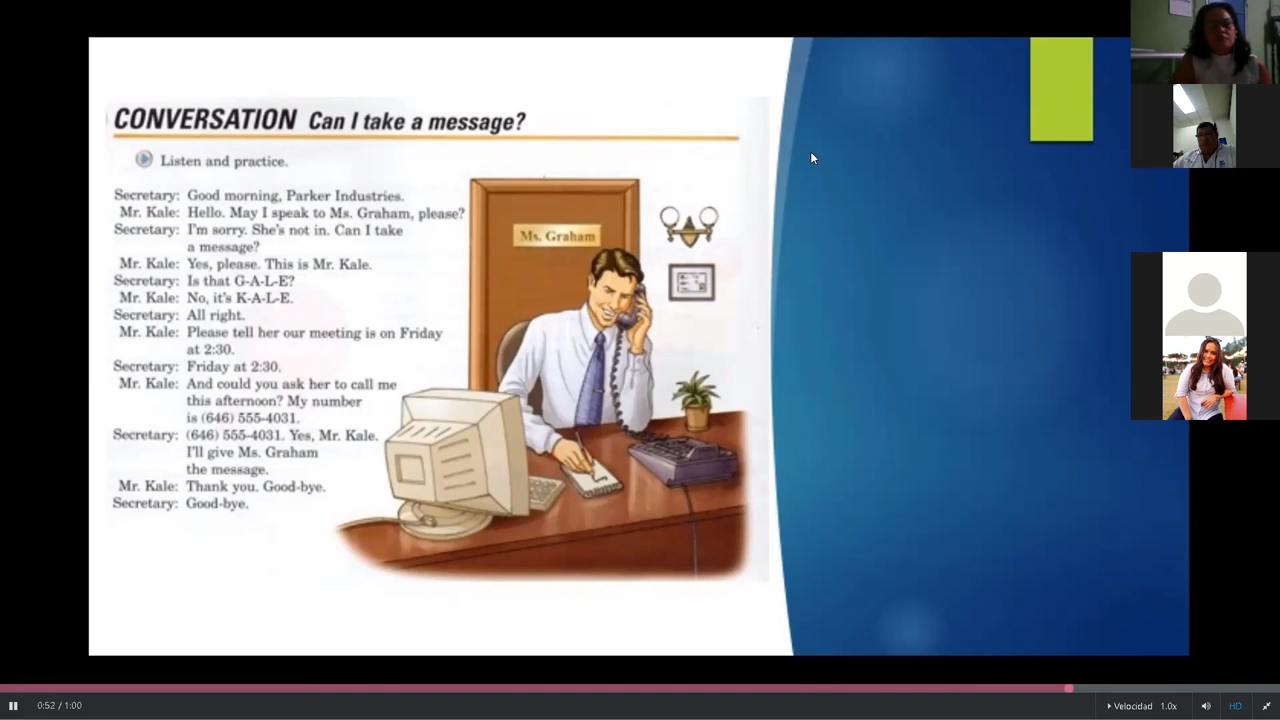 CONVERSATION Can I take a message?
Listen and practice.
Secretary: Good morning, Parker Industries.
Mr. Kale: Hello. May I speak to Ms. Graham, please?
Secretary: I'm sorry. She's not in. Can I take
a message?
Mr. Kale: Yes, please. This is Mr. Kale.
Secretary: Is that G-A-L-E?
Mr. Kale: No, it's K-A-L-E.
Secretary: All right.
Mr. Kale: Please tell her our meeting is on Friday
at 2:30.
Secretary: Friday at 2:30.
Mr. Kale: And could you ask her to call me
this afternoon? My number
is (646) 555-4031.
Secretary: (646) 555-4031. Yes, Mr. Kale.
I'll give Ms. Graham
the message.
Mr. Kale: Thank you. Good-bye.
Secretary: Good-bye.
Ms. Graham
0:52 / 1:00
Velocidad 1.0x
HD